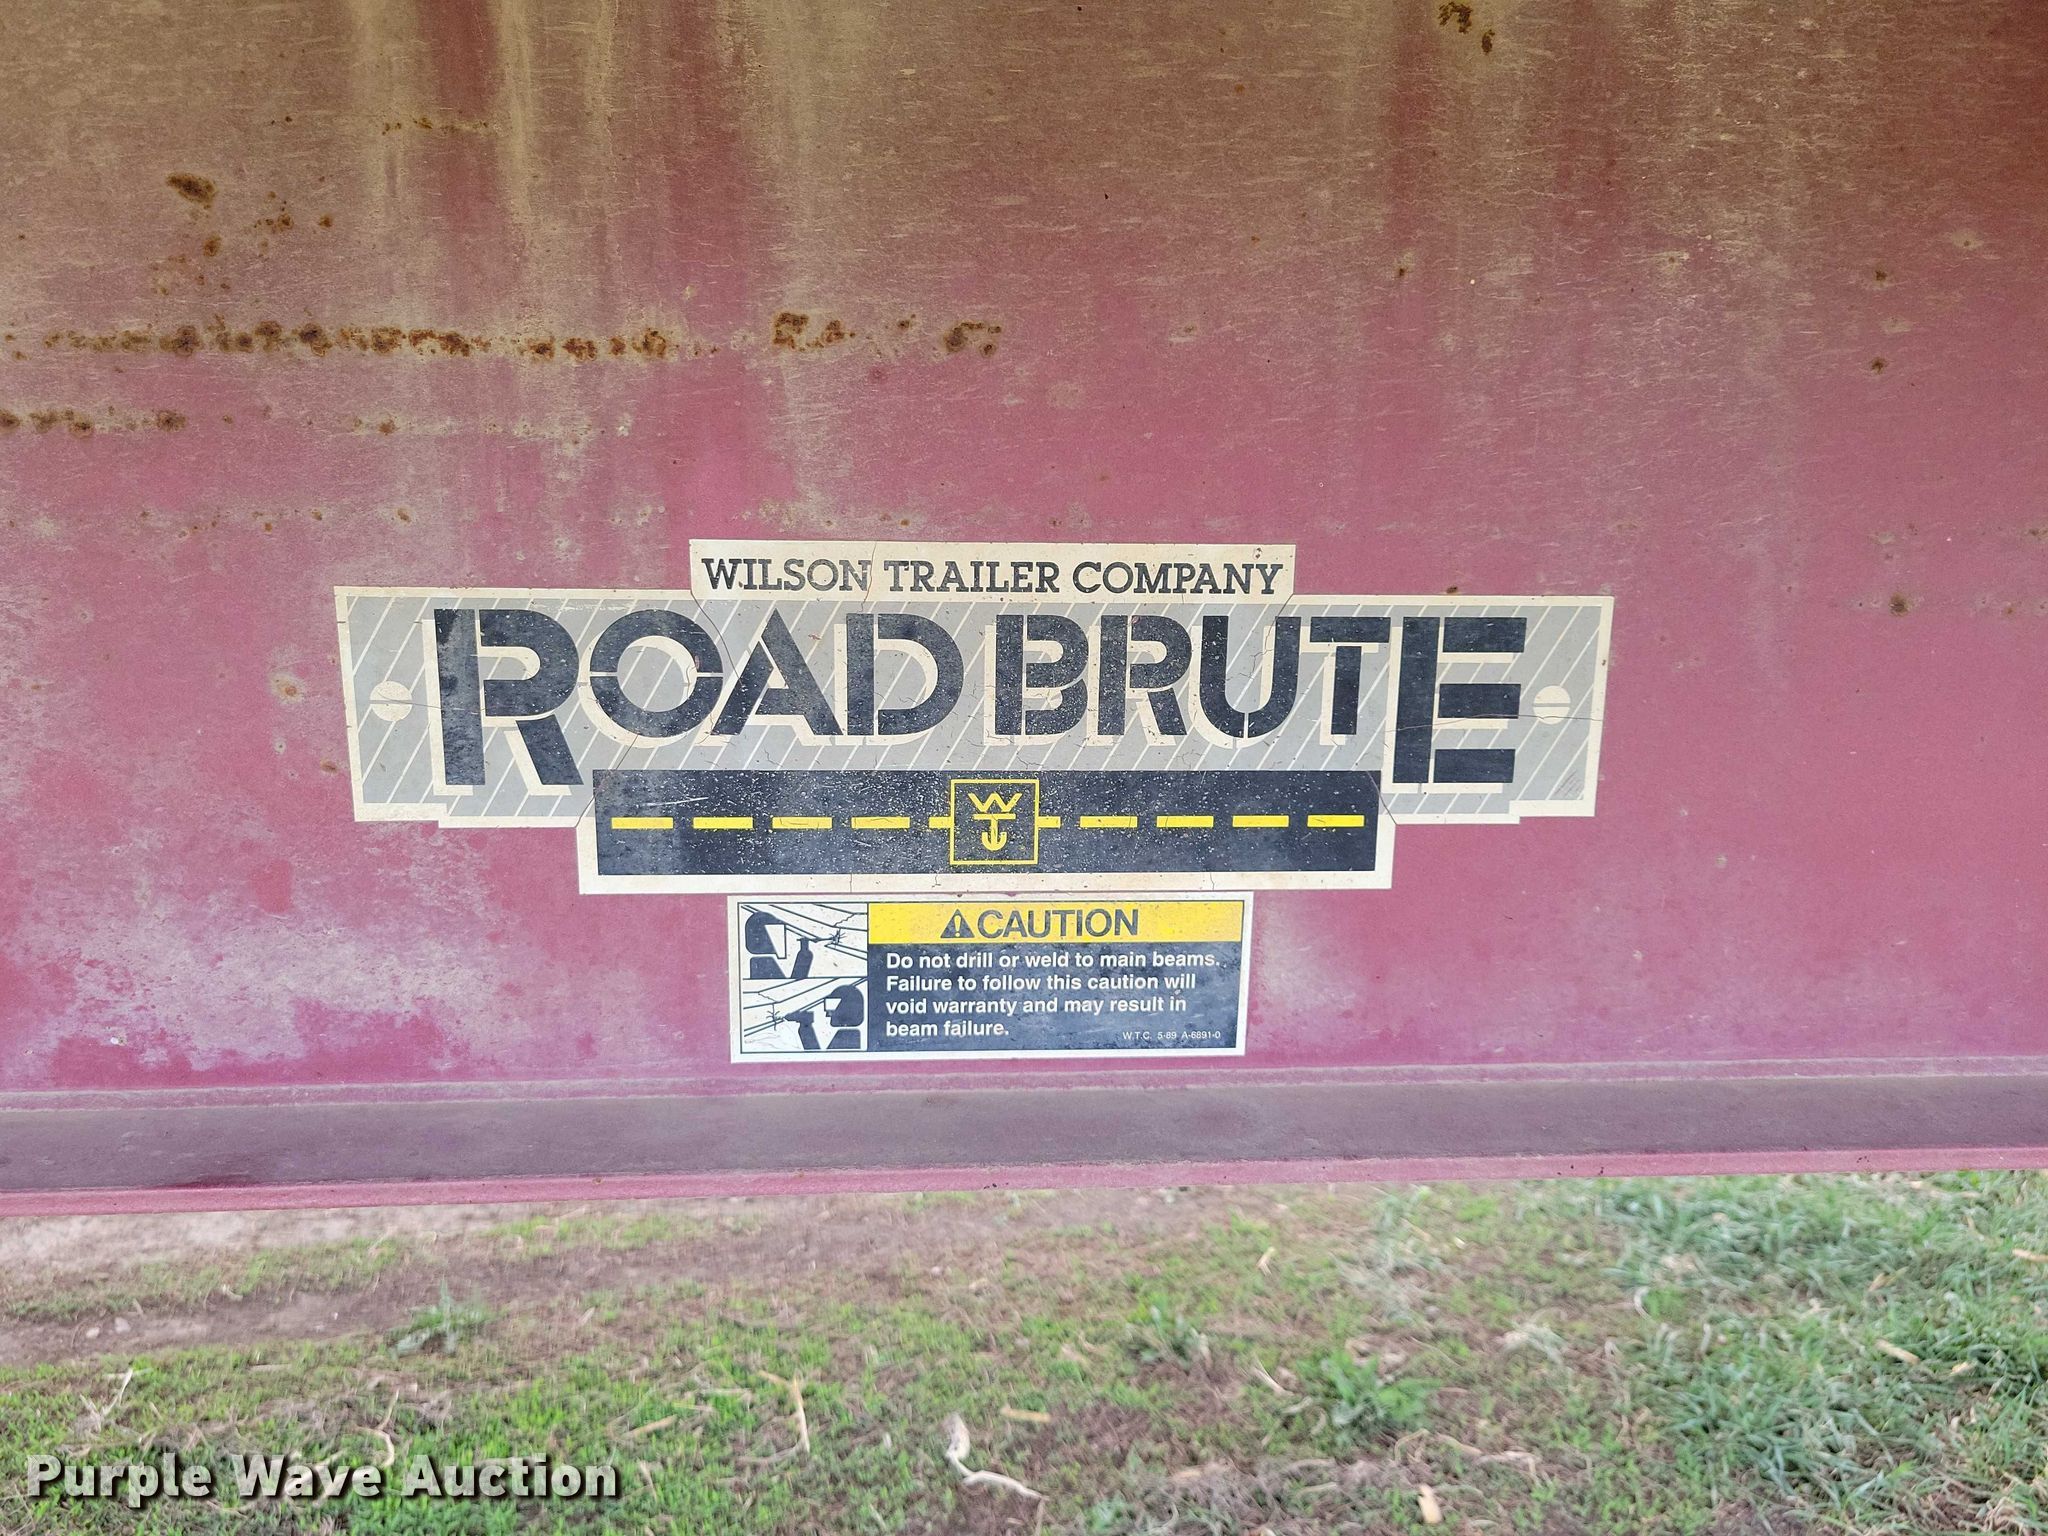 WILSON TRAILER COMPANY
ROAD BRUTE
WT
CAUTION
Do not drill or weld to main beams.
Failure to follow this caution will
void warranty and may result in
beam failure.
W.T.C. 5-89 A-6891-0
Purple Wave Auction